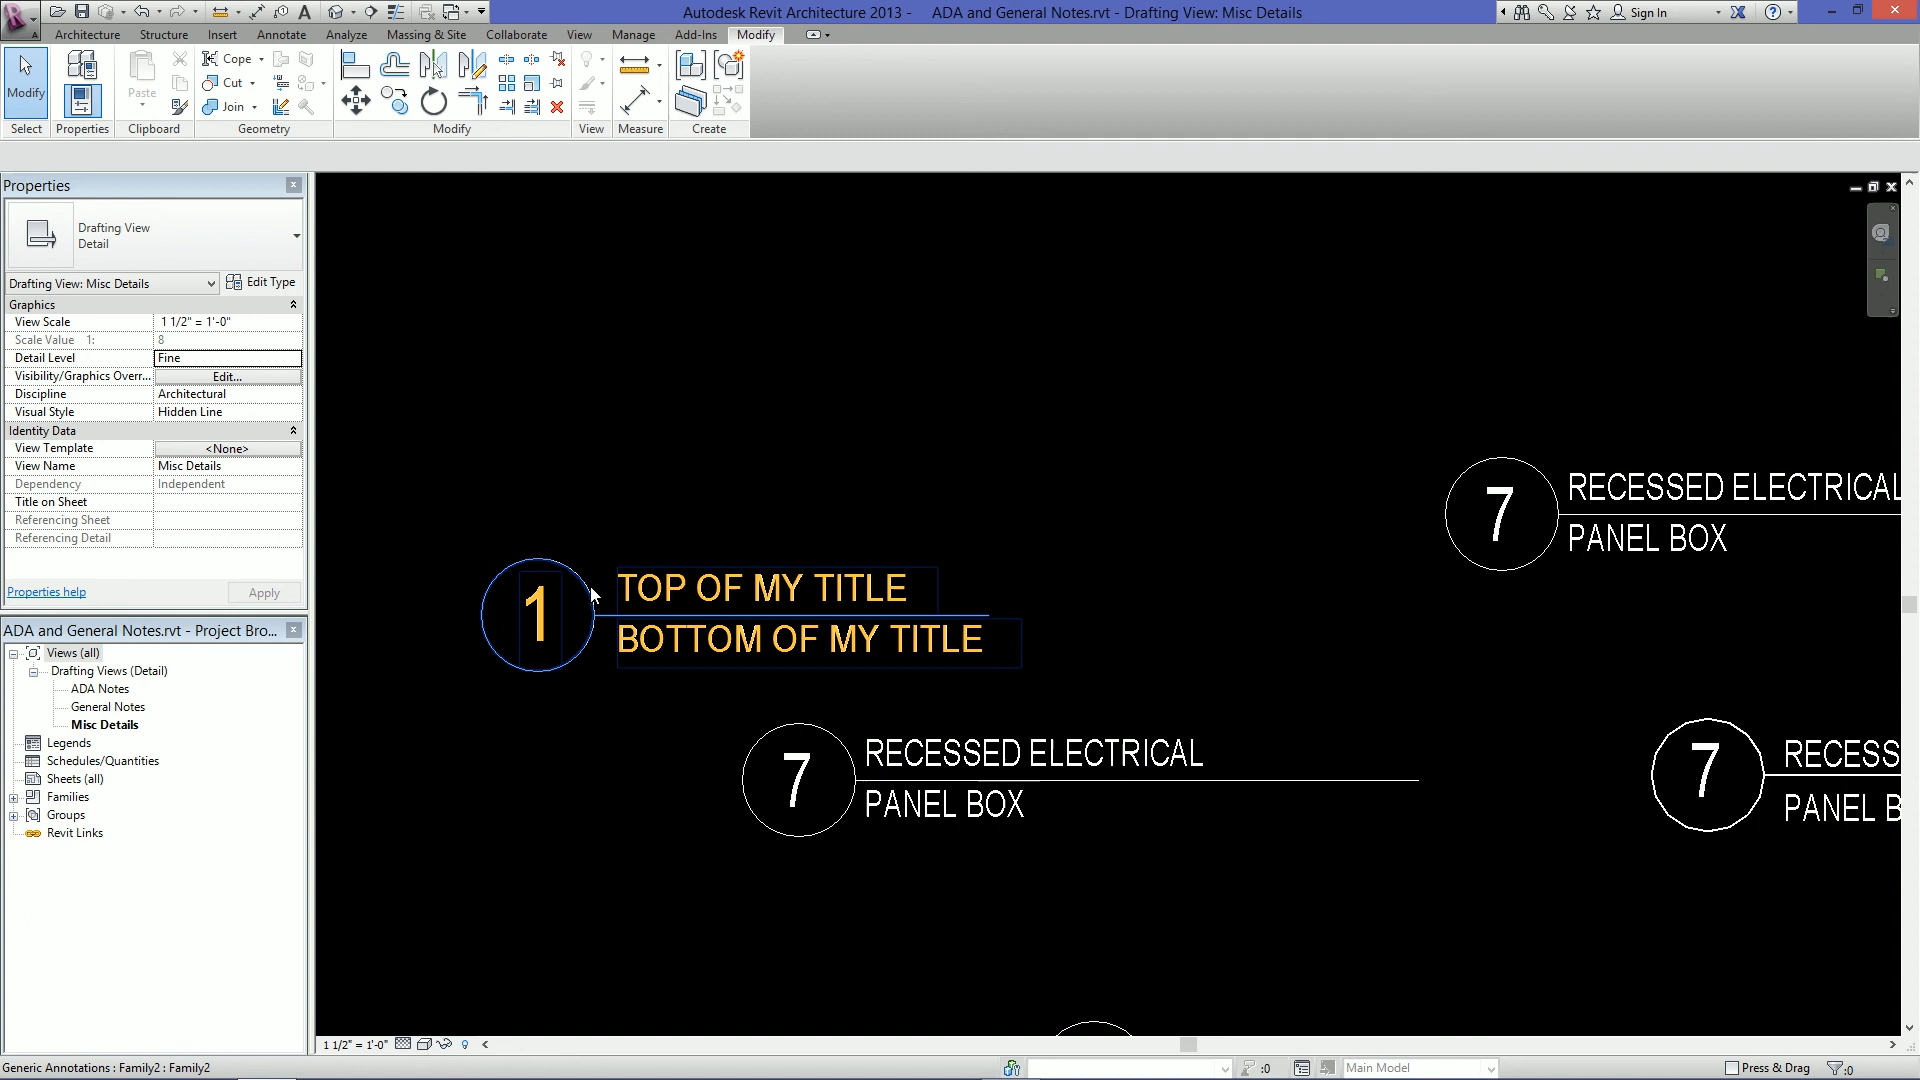 Autodesk Revit Architecture 2013 - ADA and General Notes.rvt - Drafting View: Misc Details
Sign In
Architecture Structure Insert Annotate Analyze Massing & Site Collaborate View Manage Add-Ins Modify
Modify
Paste
Cope
Cut
Join
Select Properties Clipboard Geometry Modify View Measure Create
Properties
Drafting View
Detail
Drafting View: Misc Details Edit Type
Graphics
View Scale 1 1/2" = 1'-0"
Scale Value 1: 8
Detail Level Fine
Visibility/Graphics Overr... Edit...
Discipline Architectural
Visual Style Hidden Line
Identity Data
View Template <None>
View Name Misc Details
Dependency Independent
Title on Sheet
Referencing Sheet
Referencing Detail
Properties help Apply
ADA and General Notes.rvt - Project Bro...
Views (all)
Drafting Views (Detail)
ADA Notes
General Notes
Misc Details
Legends
Schedules/Quantities
Sheets (all)
Families
Groups
Revit Links
7 RECESSED ELECTRICAL
PANEL BOX
1 TOP OF MY TITLE
BOTTOM OF MY TITLE
7 RECESSED ELECTRICAL
PANEL BOX
7 RECESS
PANEL B
1 1/2" = 1'-0"
Generic Annotations : Family2 : Family2
:0
Main Model
Press & Drag
:0